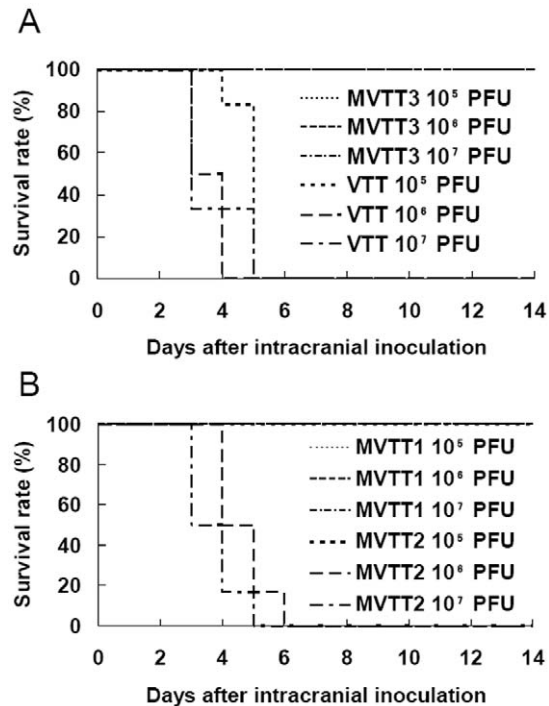 A
Survival rate (%)
100
80
60
40
20
0
MVTT3 10⁵ PFU
MVTT3 10⁶ PFU
MVTT3 10⁷ PFU
VTT 10⁵ PFU
VTT 10⁶ PFU
VTT 10⁷ PFU
0 2 4 6 8 10 12 14
Days after intracranial inoculation
B
Survival rate (%)
100
80
60
40
20
0
MVTT1 10⁵ PFU
MVTT1 10⁶ PFU
MVTT1 10⁷ PFU
MVTT2 10⁵ PFU
MVTT2 10⁶ PFU
MVTT2 10⁷ PFU
0 2 4 6 8 10 12 14
Days after intracranial inoculation